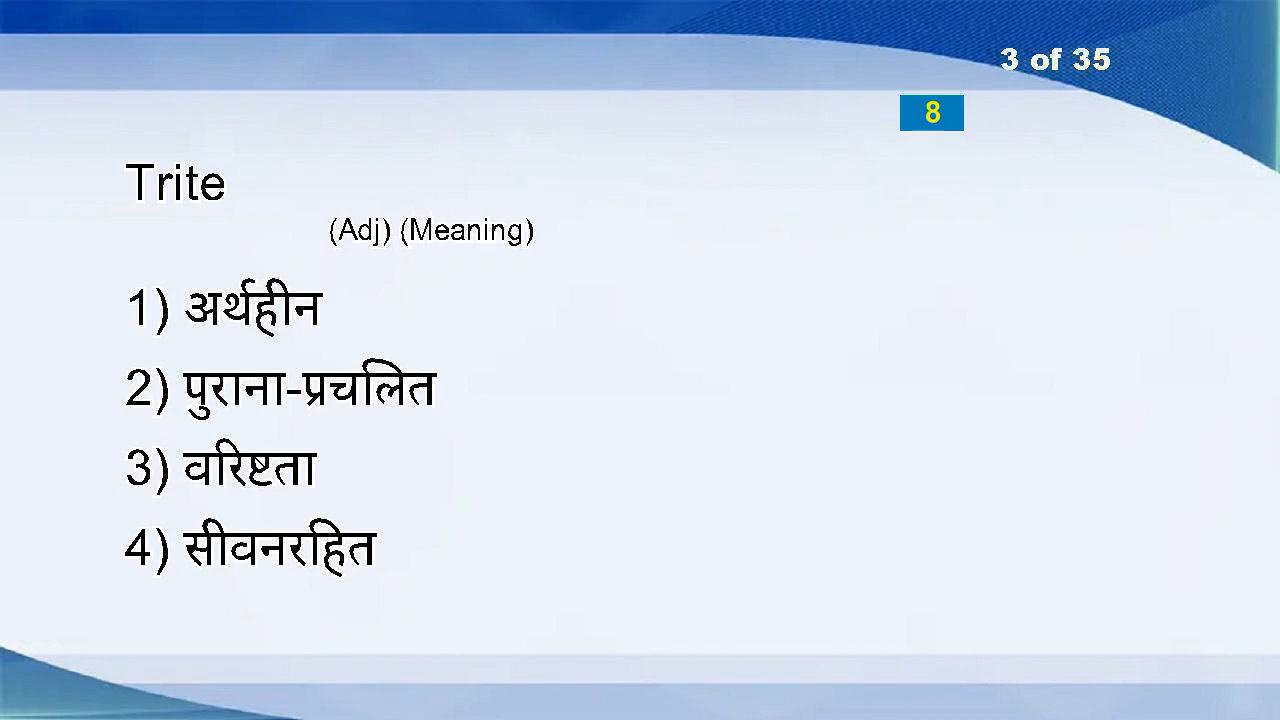 3 of 35
8
Trite
(Adj) (Meaning)
1) अर्थहीन
2) पुराना-प्रचलित
3) वरिष्टता
4) सीवनरहित